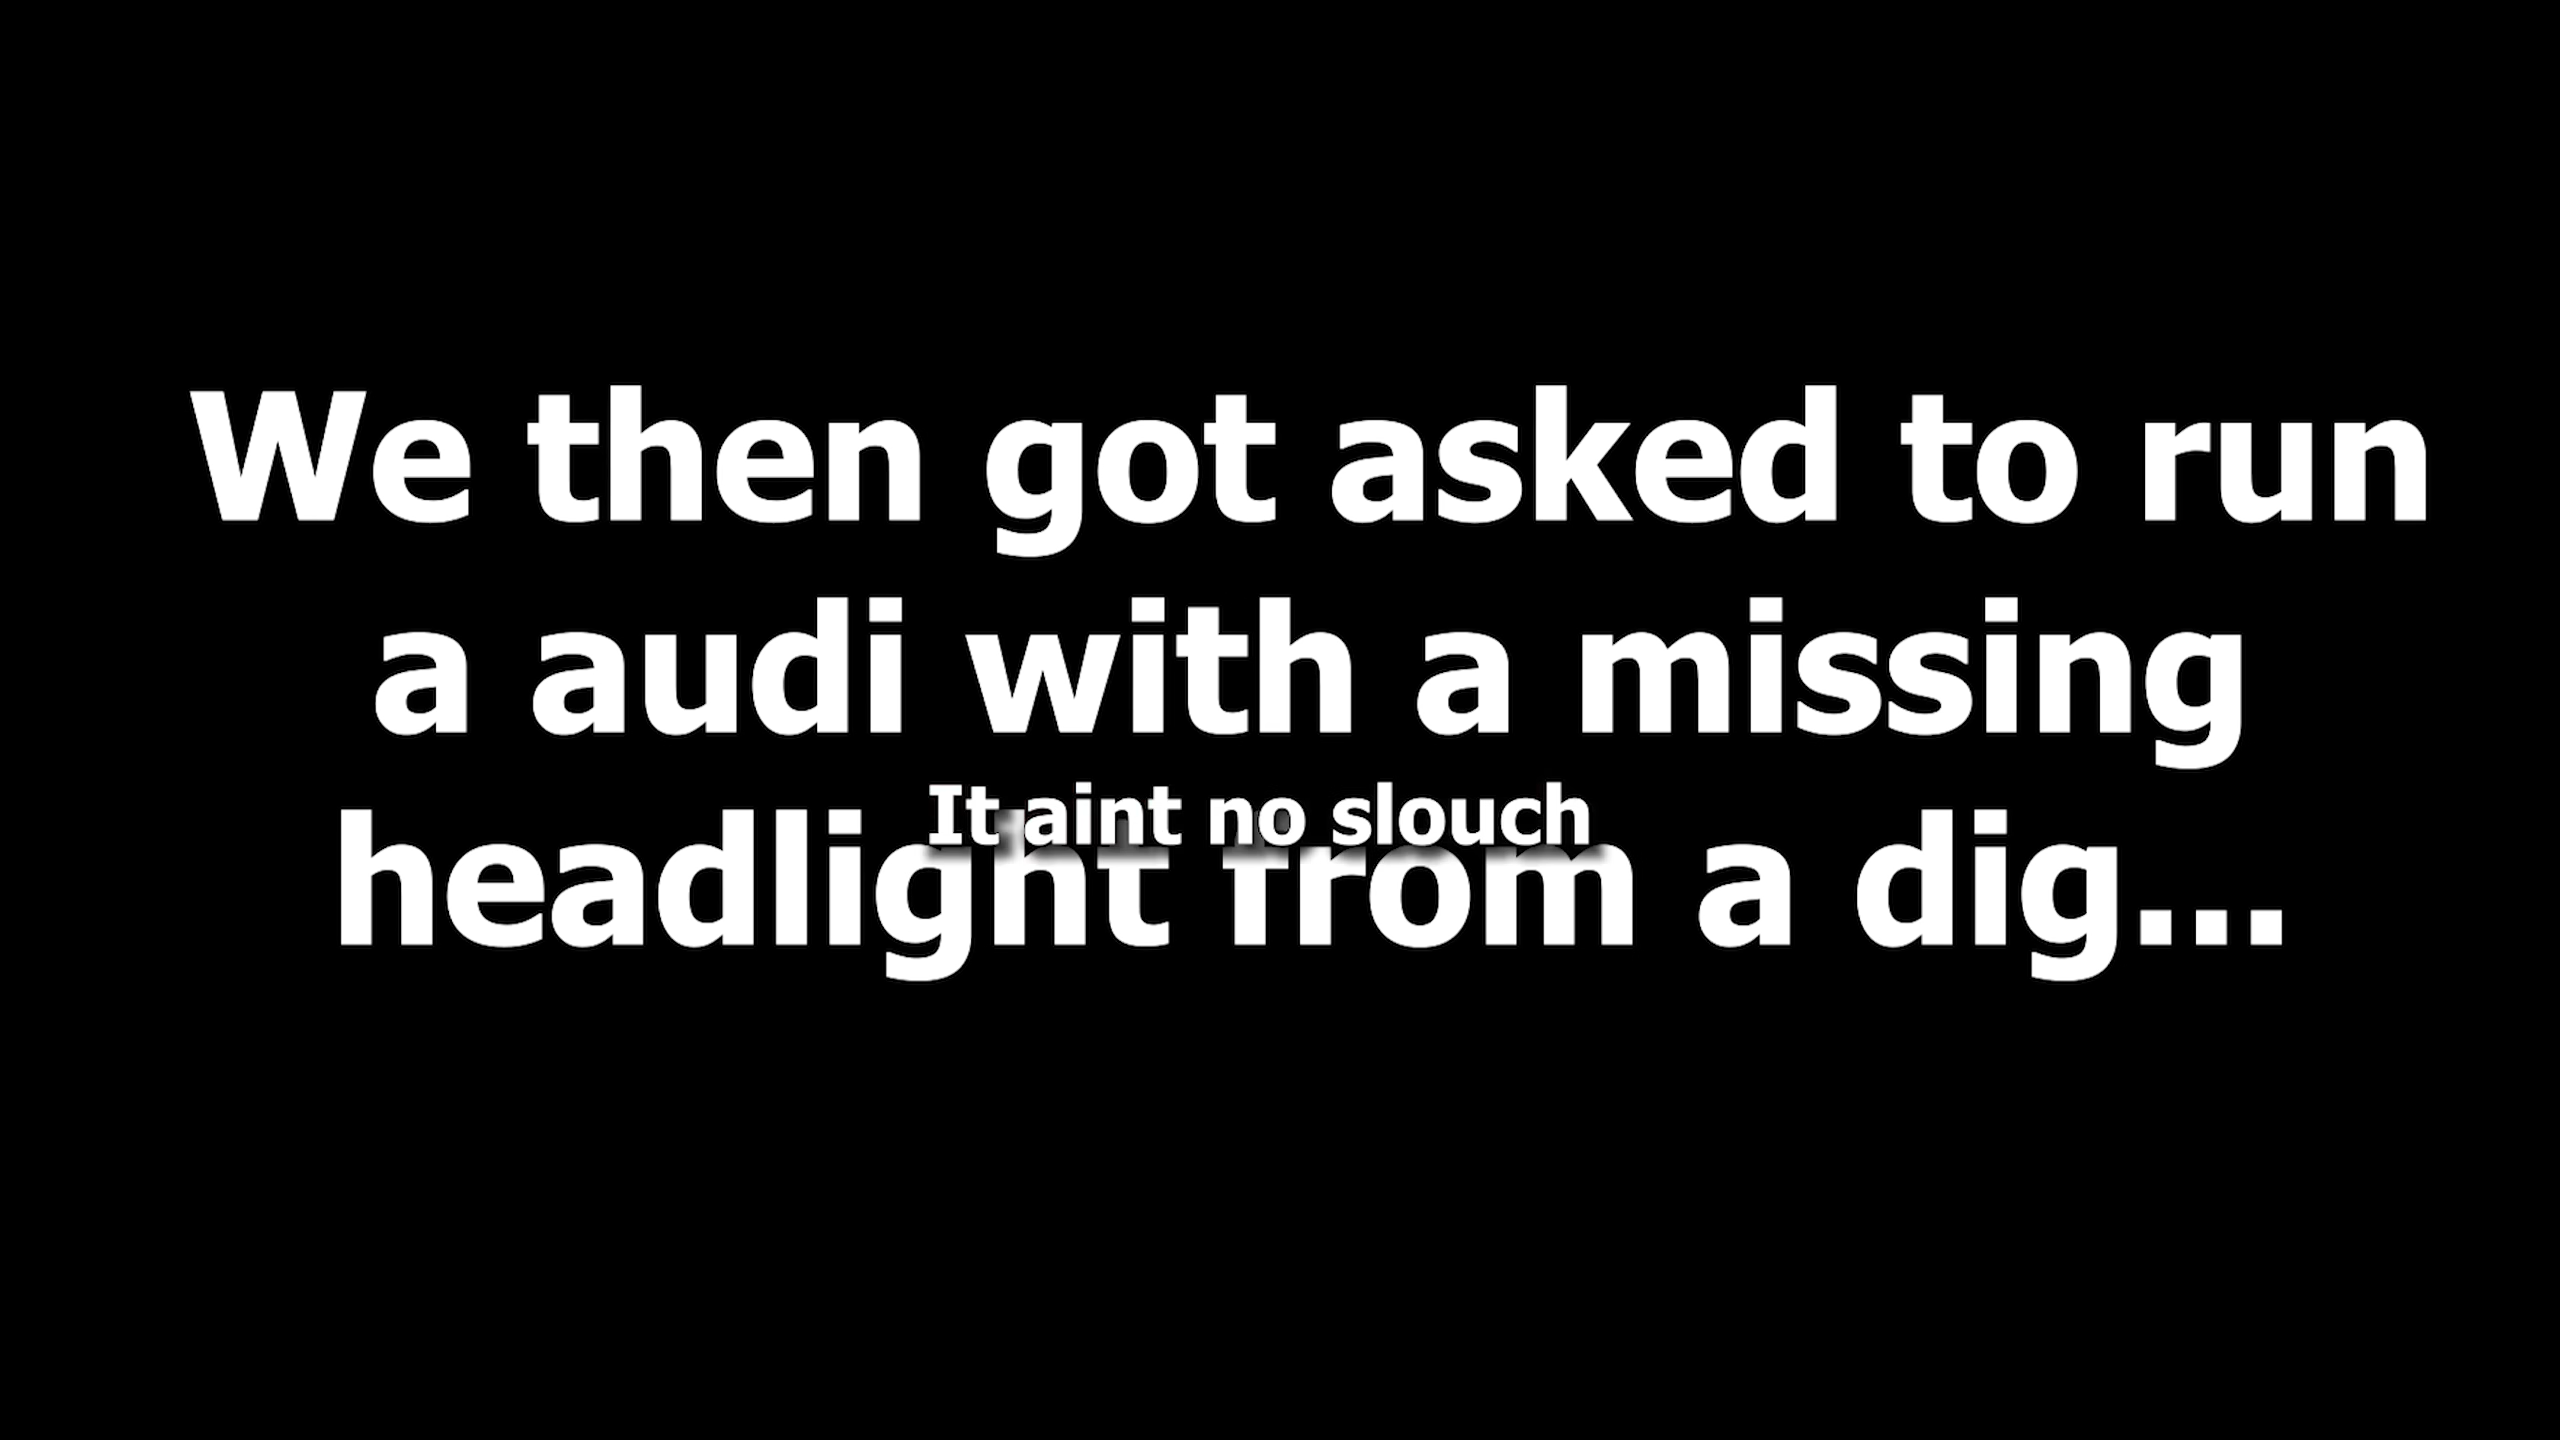 We then got asked to run
a audi with a missing
It aint no slouch
headlight from a dig...